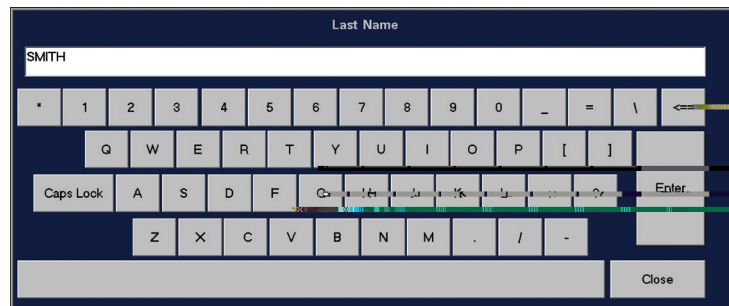 Last Name
SMITH
* 1 2 3 4 5 6 7 8 9 0 _ = \ <==
Q W E R T Y U I O P [ ]
Caps Lock A S D F G H Enter
Z X C V B N M . / -
Close